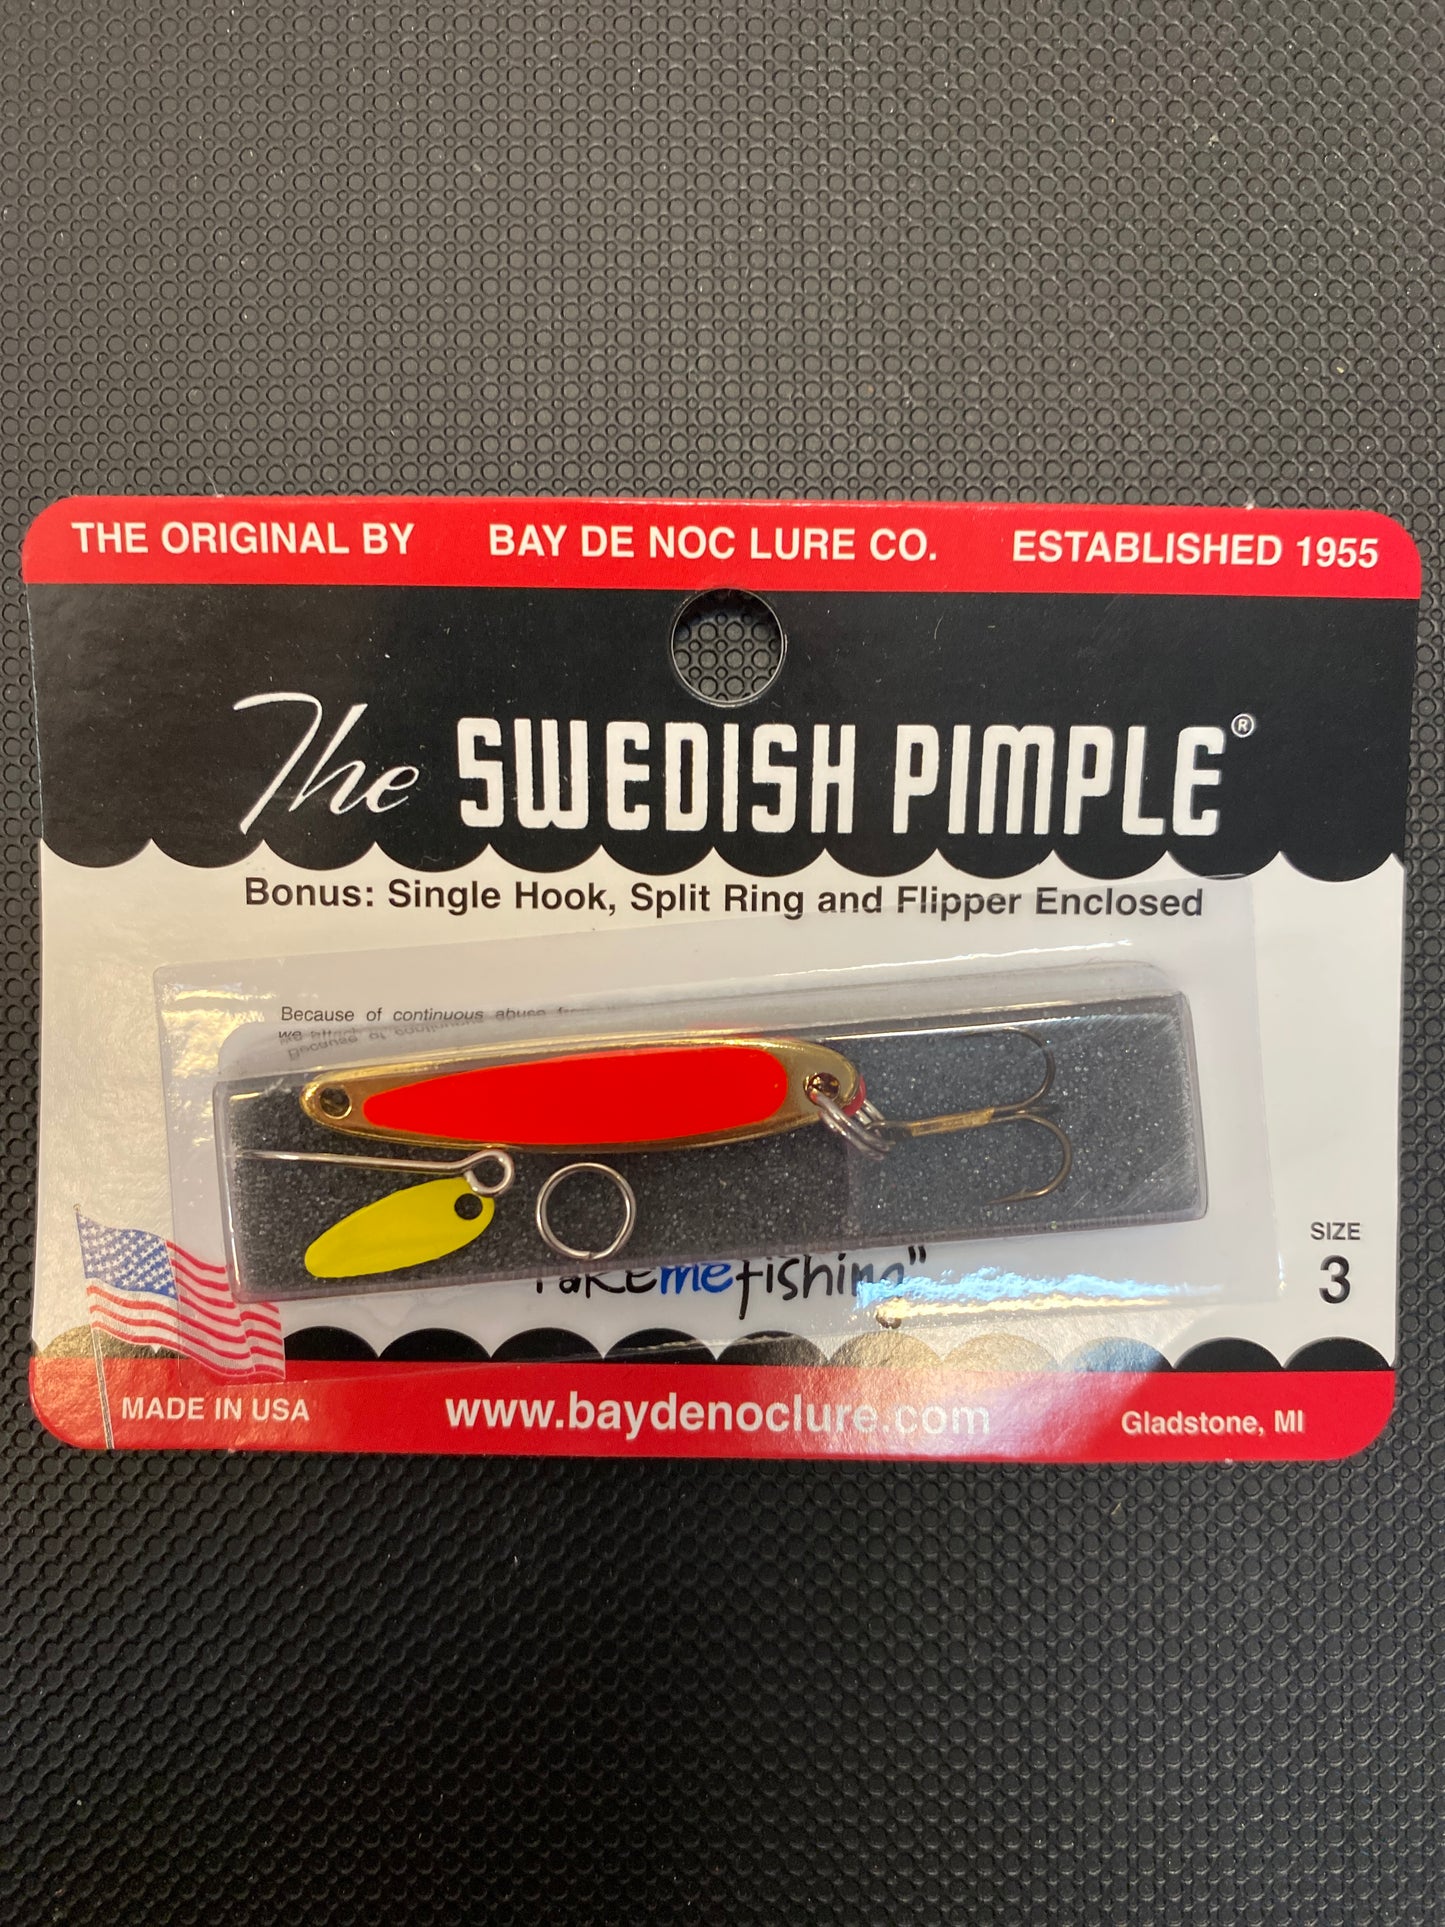 THE ORIGINAL BY BAY DE NOC LURE CO. ESTABLISHED 1955
The SWEDISH PIMPLE®
Bonus: Single Hook, Split Ring and Flipper Enclosed
Because of continuous abuse
Takemefishing"
SIZE
3
MADE IN USA www.baydenoclure.com Gladstone, MI